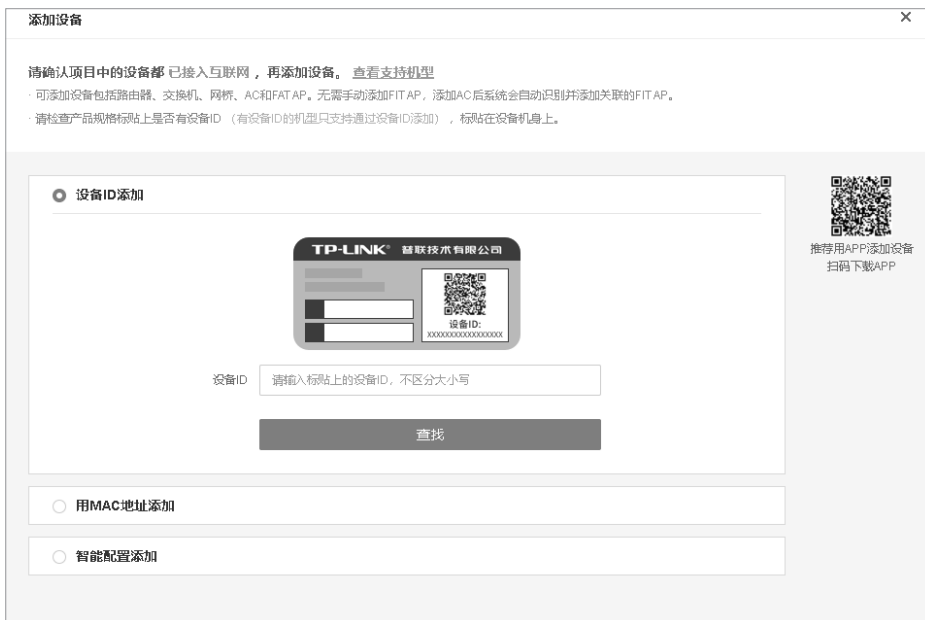 添加设备
×
请确认项目中的设备都 已接入互联网 ，再添加设备。 查看支持机型
· 可添加设备包括路由器、交换机、网桥、AC和FAT AP。无需手动添加FIT AP，添加AC后系统会自动识别并添加关联的FIT AP。
· 请检查产品规格标贴上是否有设备ID （有设备ID的机型只支持通过设备ID添加） ，标贴在设备机身上。
设备ID添加
TP-LINK® 普联技术有限公司
设备ID:
XXXXXXXXXXXXXXXXX
设备ID
请输入标贴上的设备ID，不区分大小写
查找
推荐用APP添加设备
扫码下载APP
用MAC地址添加
智能配置添加